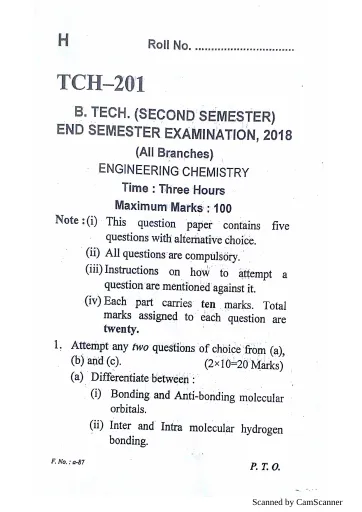 H
Roll No. ...............................
TCH–201
B. TECH. (SECOND SEMESTER)
END SEMESTER EXAMINATION, 2018
(All Branches)
ENGINEERING CHEMISTRY
Time : Three Hours
Maximum Marks : 100
Note : (i) This question paper contains five
questions with alternative choice.
(ii) All questions are compulsory.
(iii) Instructions on how to attempt a
question are mentioned against it.
(iv) Each part carries ten marks. Total
marks assigned to each question are
twenty.
1. Attempt any two questions of choice from (a),
(b) and (c). (2×10=20 Marks)
(a) Differentiate between :
(i) Bonding and Anti-bonding molecular
orbitals.
(ii) Inter and Intra molecular hydrogen
bonding.
F. No. : a-87
P. T. O.
Scanned by CamScanner